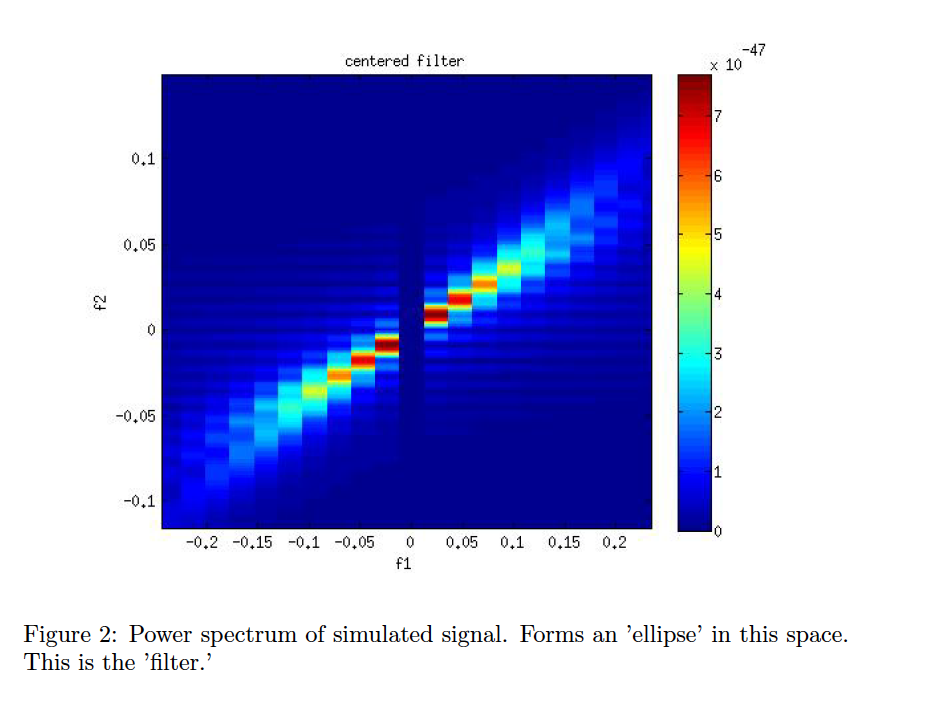 -47
x 10
centered filter
7
6
5
4
3
2
1
0
0.1
0.05
0
-0.05
-0.1
f2
-0.2 -0.15 -0.1 -0.05 0 0.05 0.1 0.15 0.2
f1
Figure 2: Power spectrum of simulated signal. Forms an 'ellipse' in this space.
This is the 'filter.'